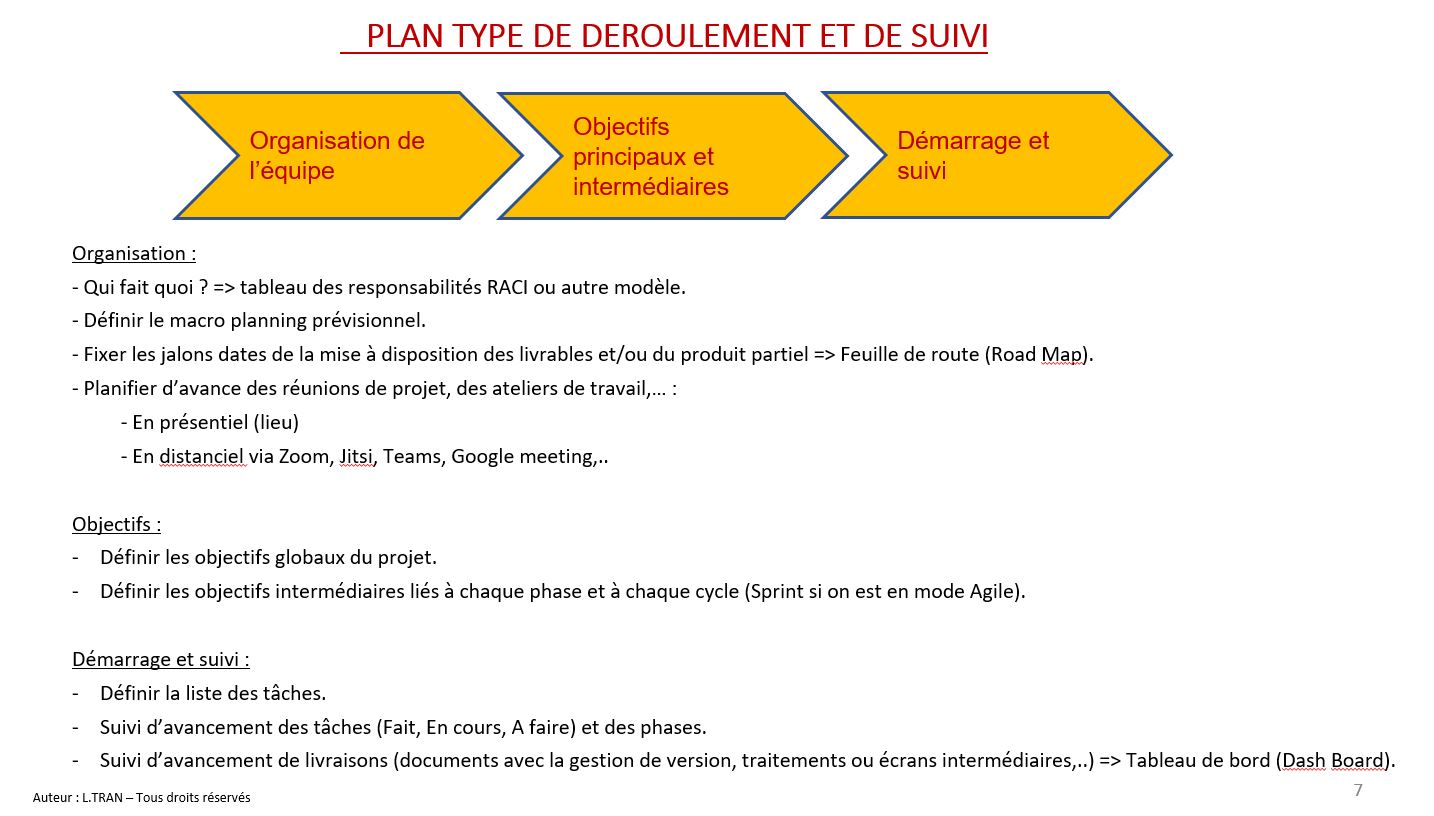 PLAN TYPE DE DEROULEMENT ET DE SUIVI
Organisation de
l’équipe
Objectifs
principaux et
intermédiaires
Démarrage et
suivi
Organisation :
- Qui fait quoi ? => tableau des responsabilités RACI ou autre modèle.
- Définir le macro planning prévisionnel.
- Fixer les jalons dates de la mise à disposition des livrables et/ou du produit partiel => Feuille de route (Road Map).
- Planifier d’avance des réunions de projet, des ateliers de travail,… :
- En présentiel (lieu)
- En distanciel via Zoom, Jitsi, Teams, Google meeting,..
Objectifs :
- Définir les objectifs globaux du projet.
- Définir les objectifs intermédiaires liés à chaque phase et à chaque cycle (Sprint si on est en mode Agile).
Démarrage et suivi :
- Définir la liste des tâches.
- Suivi d’avancement des tâches (Fait, En cours, A faire) et des phases.
- Suivi d’avancement de livraisons (documents avec la gestion de version, traitements ou écrans intermédiaires,..) => Tableau de bord (Dash Board).
Auteur : L.TRAN – Tous droits réservés
7